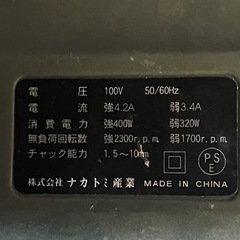 電圧 100V 50/60Hz
電流 強4.2A 弱3.4A
消費電力 強400W 弱320W
無負荷回転数 強2300r.p.m. 弱1700r.p.m.
チャック能力 1.5～10mm
PSE
株式会社 ナカトミ産業 MADE IN CHINA